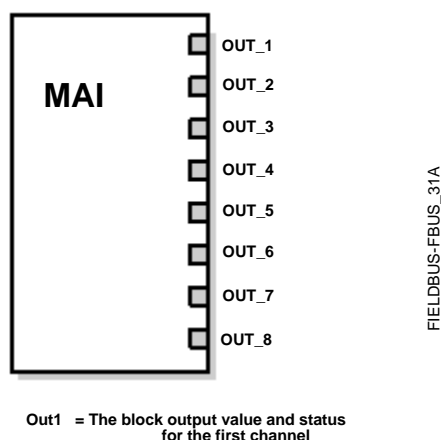 MAI
OUT_1
OUT_2
OUT_3
OUT_4
OUT_5
OUT_6
OUT_7
OUT_8
FIELDBUS-FBUS_31A
Out1 = The block output value and status
for the first channel